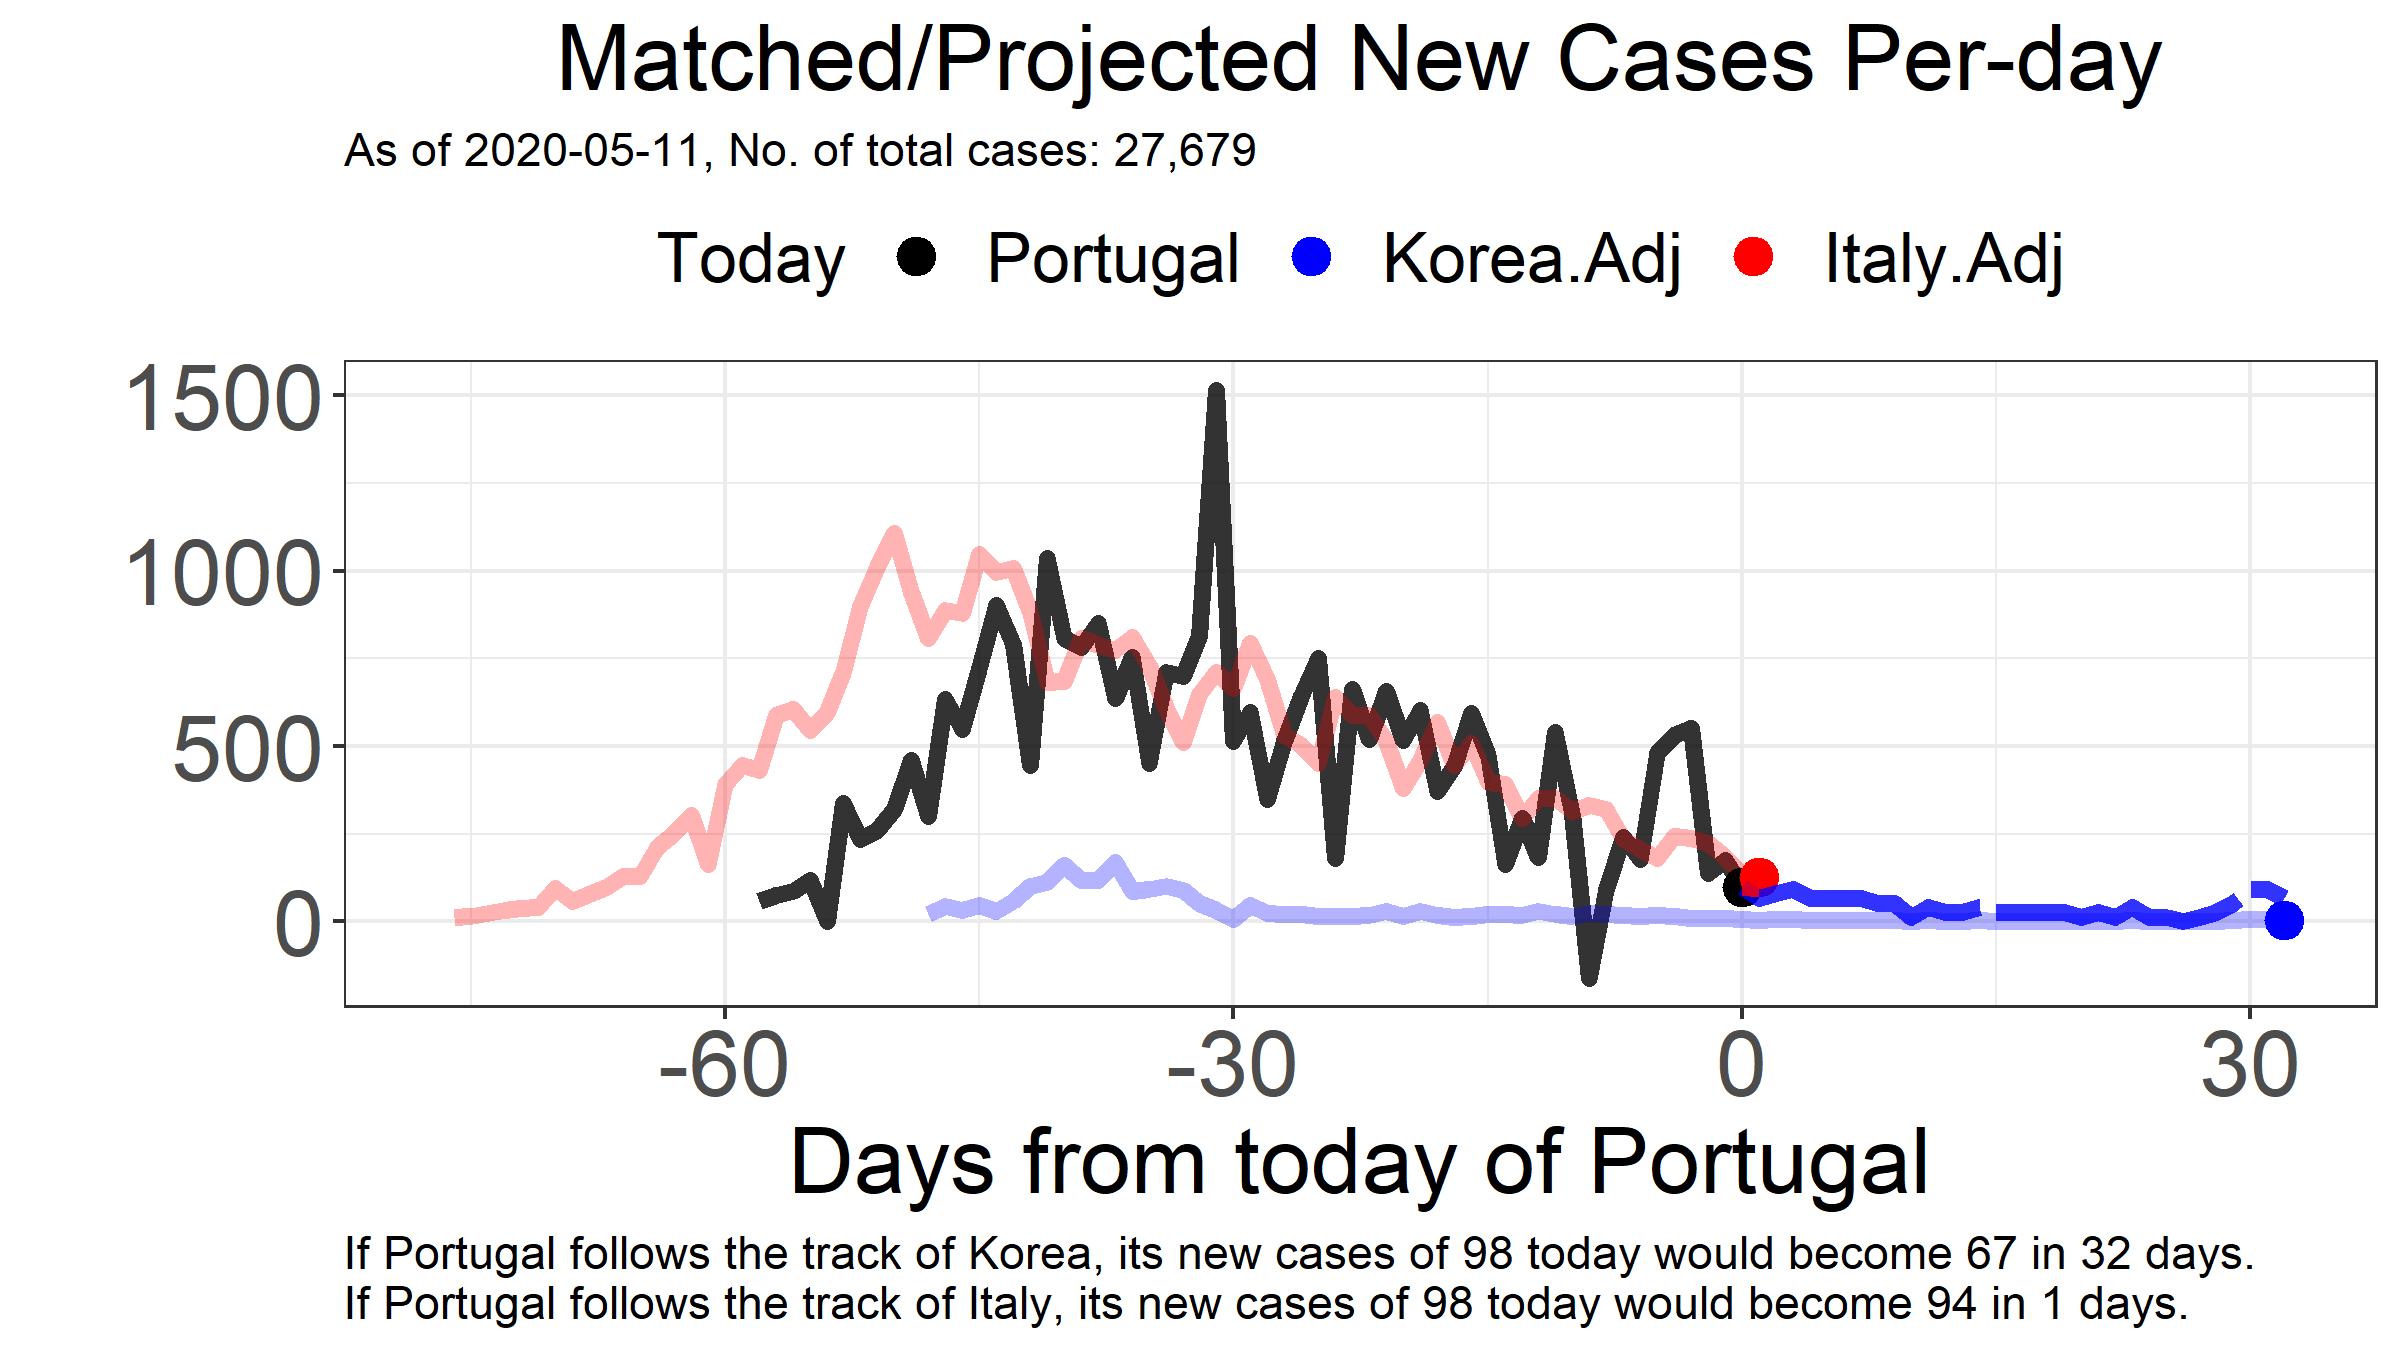 Matched/Projected New Cases Per-day
As of 2020-05-11, No. of total cases: 27,679
Today Portugal Korea.Adj Italy.Adj
1500
1000
500
0
-60 -30 0 30
Days from today of Portugal
If Portugal follows the track of Korea, its new cases of 98 today would become 67 in 32 days.
If Portugal follows the track of Italy, its new cases of 98 today would become 94 in 1 days.